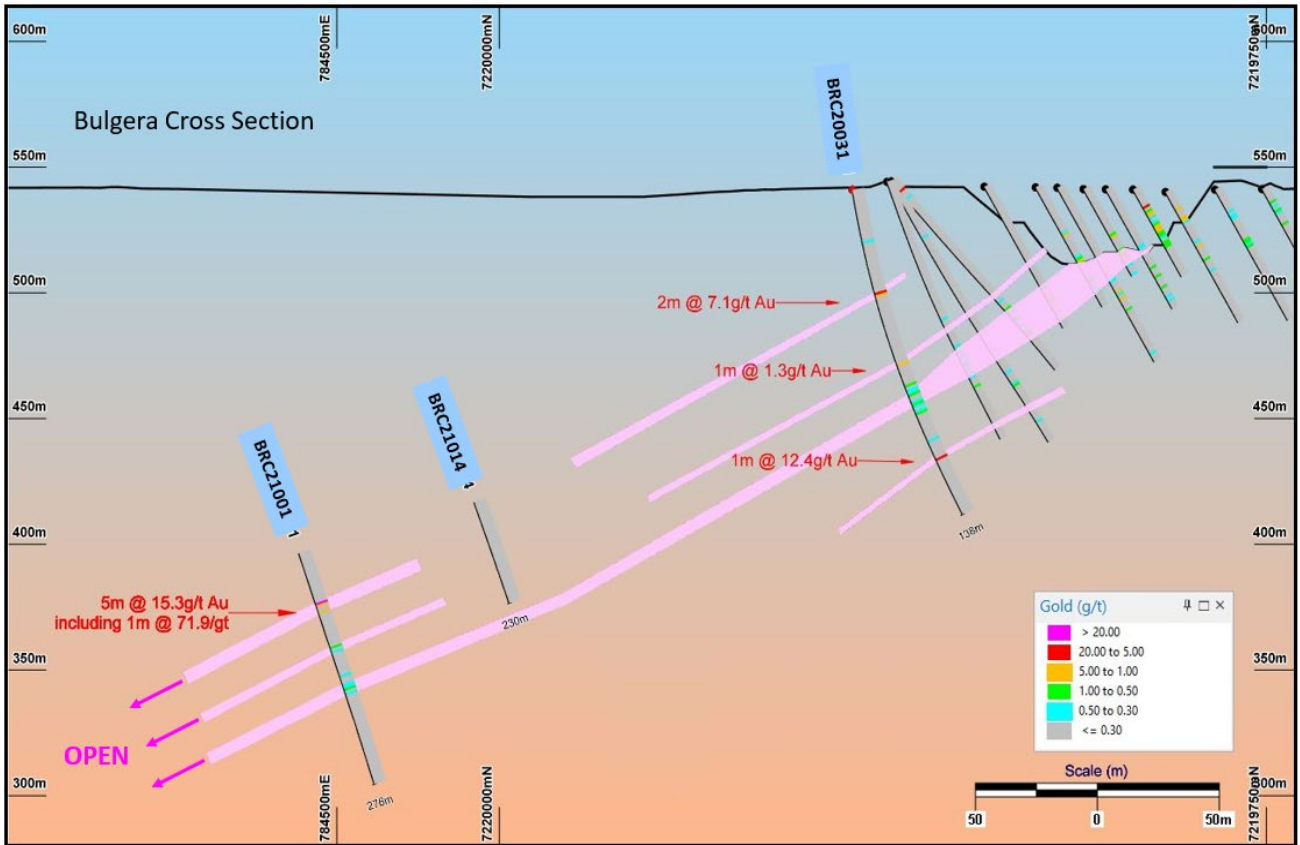 784500mE
7220000mN
7219750mN
600m
600m
Bulgera Cross Section
BRC20031
550m
550m
500m
500m
2m @ 7.1g/t Au
1m @ 1.3g/t Au
450m
450m
BRC21014
BRC21001
1m @ 12.4g/t Au
400m
400m
138m
5m @ 15.3g/t Au
including 1m @ 71.9/gt
230m
350m
350m
Gold (g/t)
> 20.00
20.00 to 5.00
5.00 to 1.00
1.00 to 0.50
0.50 to 0.30
<= 0.30
OPEN
Scale (m)
300m
300m
276m
50
0
50m
784500mE
7220000mN
7219750mN